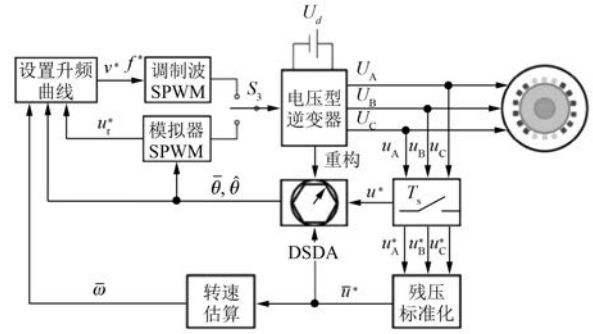 U_d
设置升频
曲线
v* f*
调制波
SPWM
S_3
电压型
逆变器
U_A
U_B
U_C
u_r*
模拟器
SPWM
重构
u_A u_B u_C
θ̄, θ̂
u*
T_s
DSDA
u_A* u_B* u_C*
ω̄
转速
估算
ū*
残压
标准化